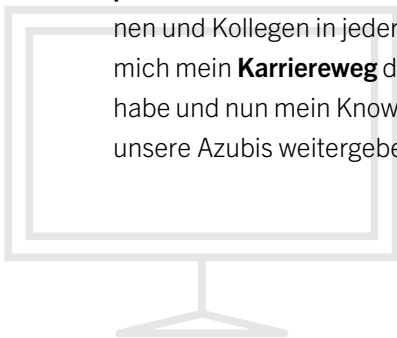 nen und Kollegen in jeder
mich mein Karriereweg d
habe und nun mein Know
unsere Azubis weitergebe